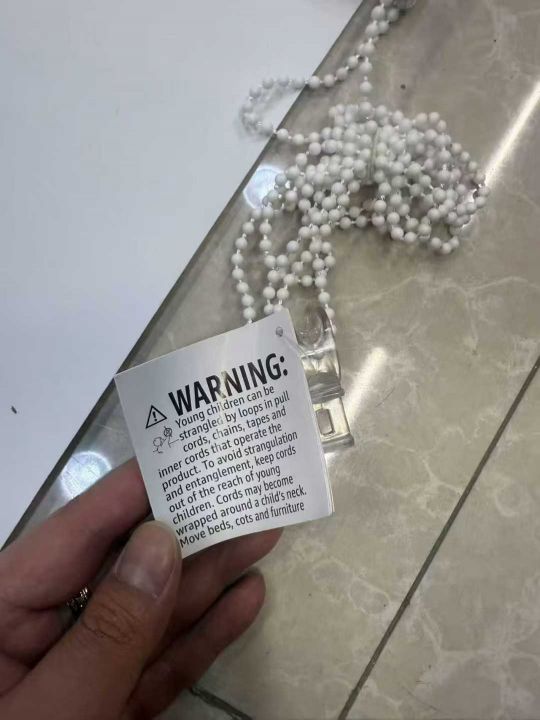 WARNING:
Young children can be
strangled by loops in pull
cords, chains, tapes and
inner cords that operate the
product. To avoid strangulation
and entanglement, keep cords
out of the reach of young
children. Cords may become
wrapped around a child's neck.
Move beds, cots and furniture